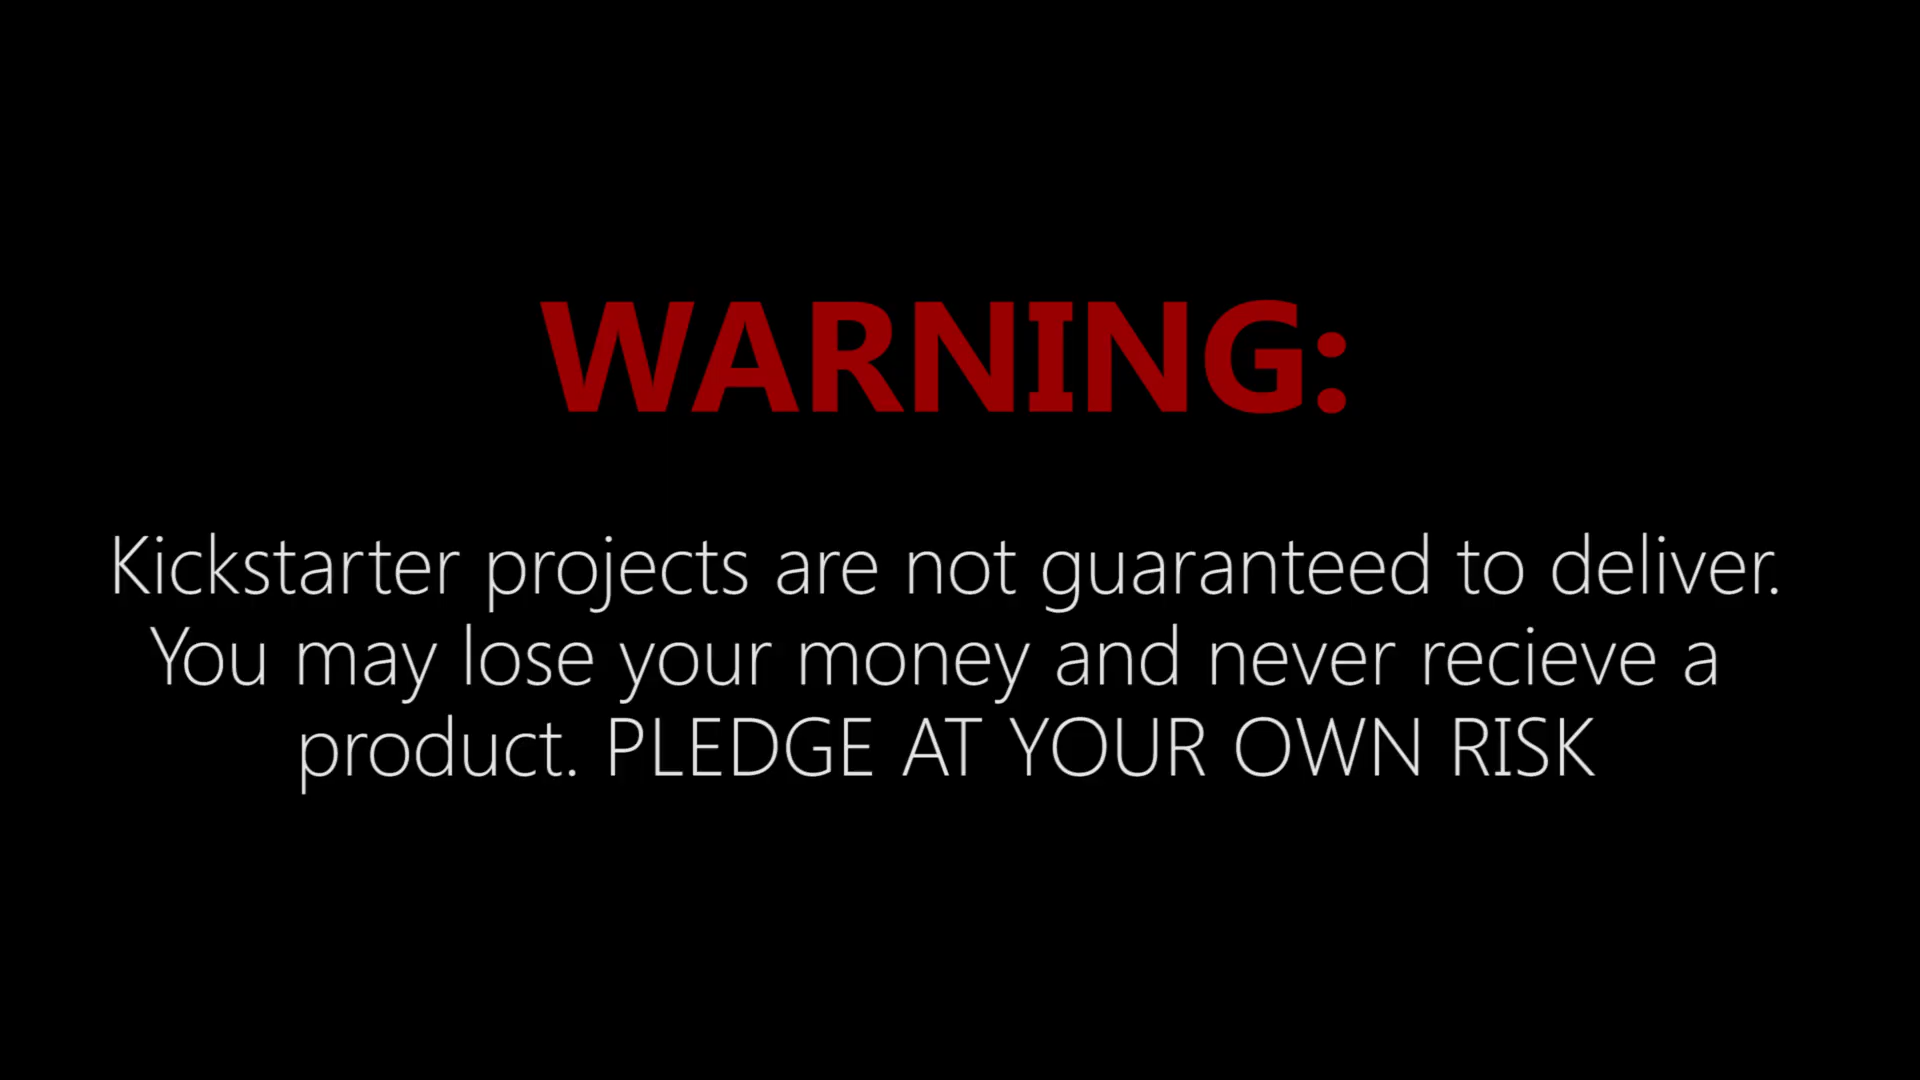 WARNING:
Kickstarter projects are not guaranteed to deliver.
You may lose your money and never recieve a
product. PLEDGE AT YOUR OWN RISK